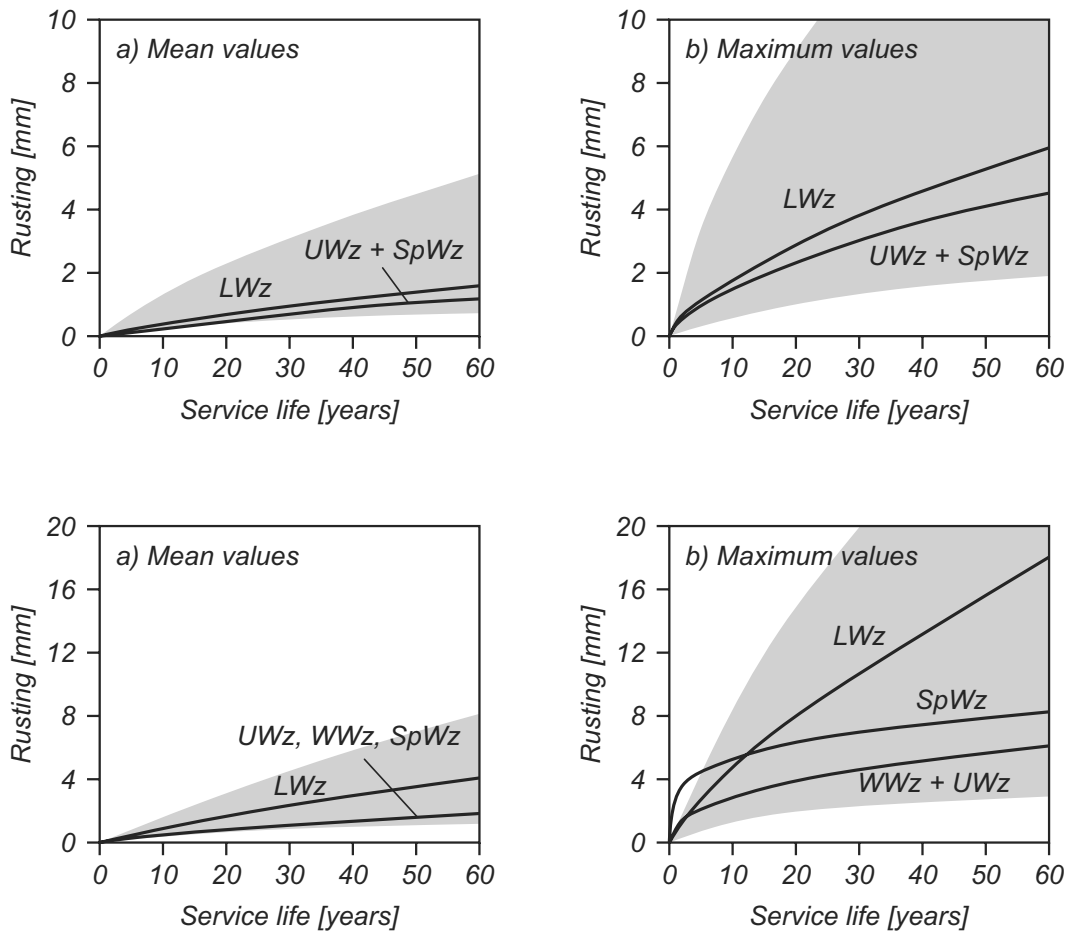 a) Mean values
Rusting [mm]
10
8
6
4
2
0
UWz + SpWz
LWz
0 10 20 30 40 50 60
Service life [years]
b) Maximum values
Rusting [mm]
10
8
6
4
2
0
LWz
UWz + SpWz
0 10 20 30 40 50 60
Service life [years]
a) Mean values
Rusting [mm]
20
16
12
8
4
0
UWz, WWz, SpWz
LWz
0 10 20 30 40 50 60
Service life [years]
b) Maximum values
Rusting [mm]
20
16
12
8
4
0
LWz
SpWz
WWz + UWz
0 10 20 30 40 50 60
Service life [years]